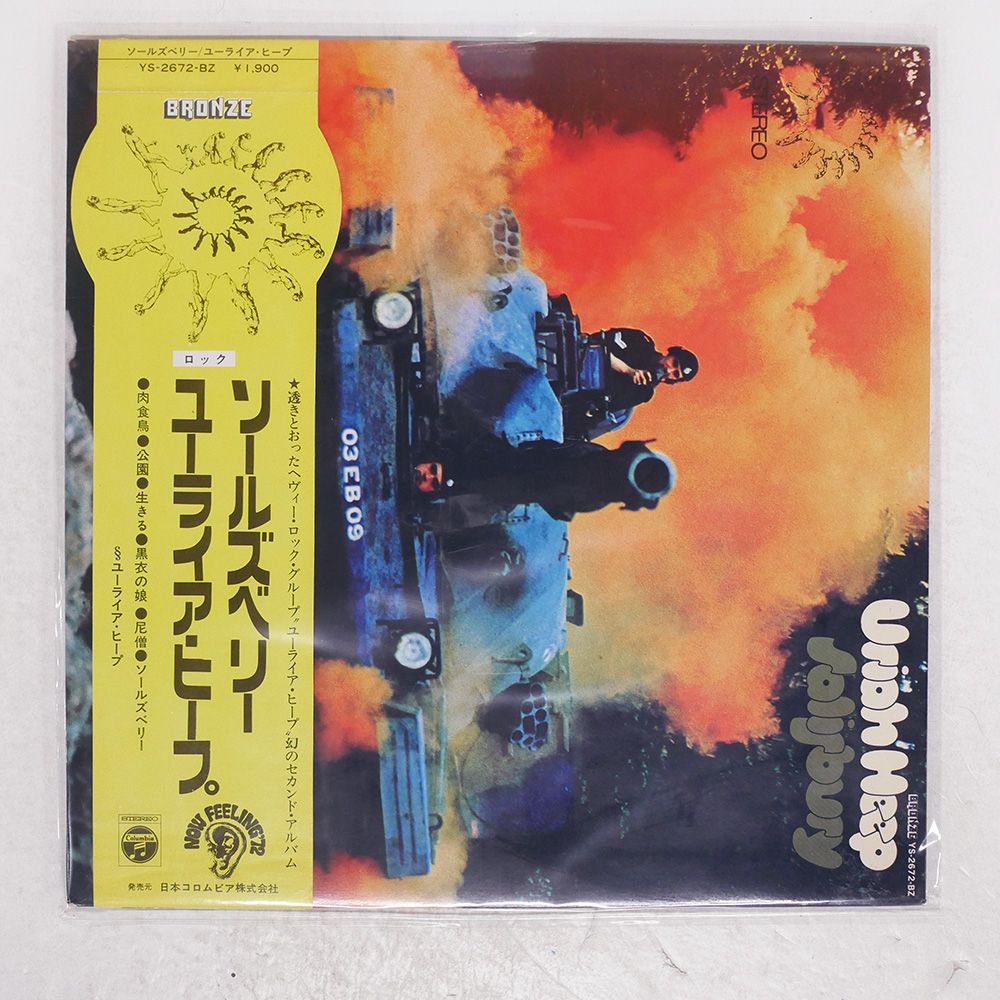 ソールズベリー/ユーライア・ヒープ
YS-2672-BZ ¥1,900
BRONZE
ロック
★透きとおったヘヴィー・ロック・グループ"ユーライア・ヒープ"幻のセカンド・アルバム
ソールズベリー
ユーライア・ヒープ。
●肉食鳥●公園●生きる●黒衣の娘●尼僧●ソールズベリー
§ユーライア・ヒープ
STEREO
Columbia
NOW FEELING'72
発売元 日本コロムビア株式会社
STEREO
03EB09
Uriah Heep
Salisbury
BRONZE YS-2672-BZ